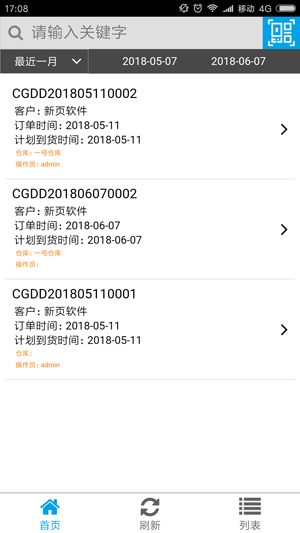 17:08
移动 4G
请输入关键字
最近一月 2018-05-07 2018-06-07
CGDD201805110002
客户：新页软件
订单时间：2018-05-11
计划到货时间：2018-05-11
仓库：一号仓库
操作员：admin
CGDD201806070002
客户：新页软件
订单时间：2018-06-07
计划到货时间：2018-06-07
仓库：一号仓库
操作员：
CGDD201805110001
客户：新页软件
订单时间：2018-05-11
计划到货时间：2018-05-11
仓库：
操作员：admin
首页 刷新 列表